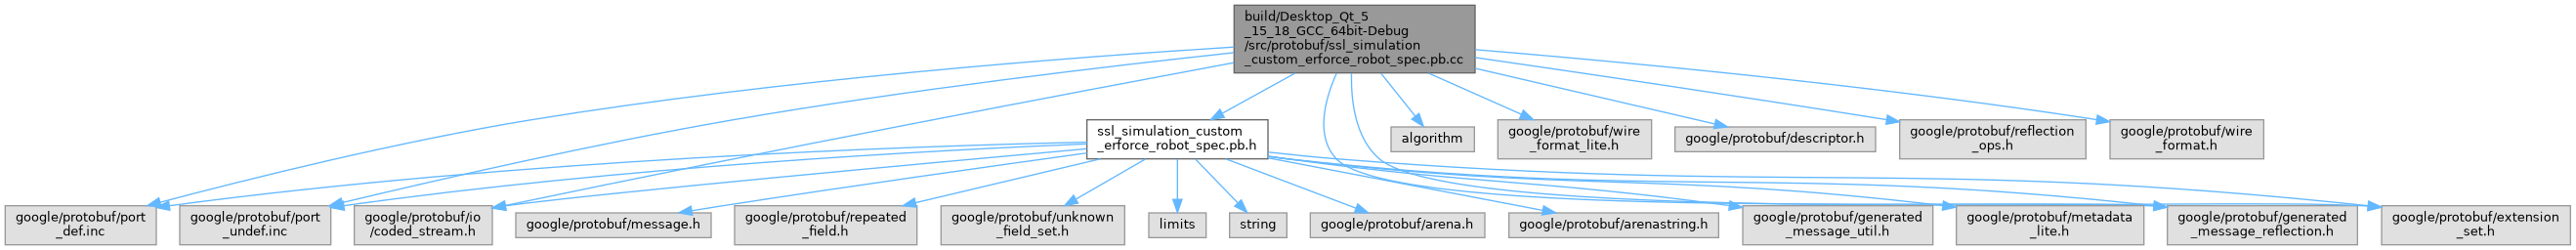 build/Desktop_Qt_5
_15_18_GCC_64bit-Debug
/src/protobuf/ssl_simulation
_custom_erforce_robot_spec.pb.cc
ssl_simulation_custom
_erforce_robot_spec.pb.h
algorithm
google/protobuf/wire
_format_lite.h
google/protobuf/descriptor.h
google/protobuf/reflection
_ops.h
google/protobuf/wire
_format.h
google/protobuf/port
_def.inc
google/protobuf/port
_undef.inc
google/protobuf/io
/coded_stream.h
google/protobuf/message.h
google/protobuf/repeated
_field.h
google/protobuf/unknown
_field_set.h
limits
string
google/protobuf/arena.h
google/protobuf/arenastring.h
google/protobuf/generated
_message_util.h
google/protobuf/metadata
_lite.h
google/protobuf/generated
_message_reflection.h
google/protobuf/extension
_set.h